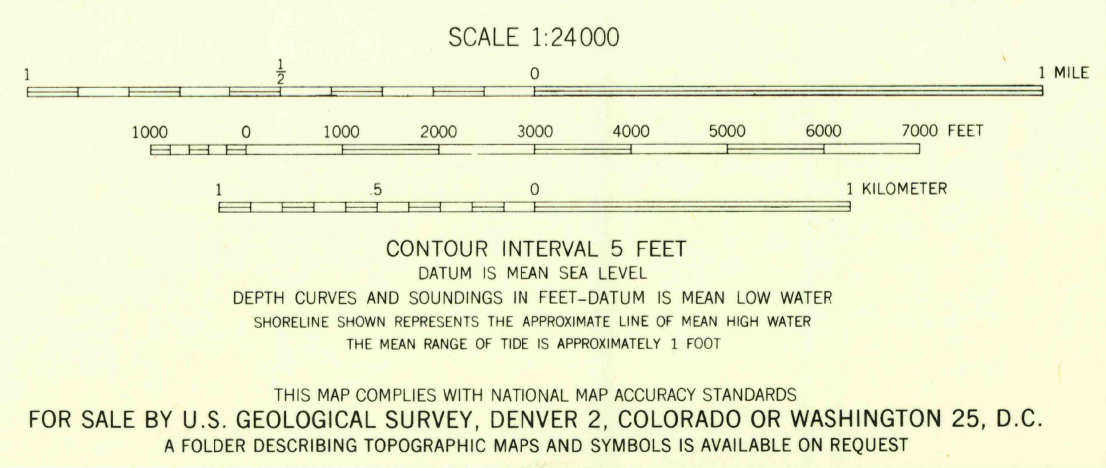 SCALE 1:24000
1 ½ 0 1 MILE
1000 0 1000 2000 3000 4000 5000 6000 7000 FEET
1 .5 0 1 KILOMETER
CONTOUR INTERVAL 5 FEET
DATUM IS MEAN SEA LEVEL
DEPTH CURVES AND SOUNDINGS IN FEET–DATUM IS MEAN LOW WATER
SHORELINE SHOWN REPRESENTS THE APPROXIMATE LINE OF MEAN HIGH WATER
THE MEAN RANGE OF TIDE IS APPROXIMATELY 1 FOOT
THIS MAP COMPLIES WITH NATIONAL MAP ACCURACY STANDARDS
FOR SALE BY U.S. GEOLOGICAL SURVEY, DENVER 2, COLORADO OR WASHINGTON 25, D.C.
A FOLDER DESCRIBING TOPOGRAPHIC MAPS AND SYMBOLS IS AVAILABLE ON REQUEST